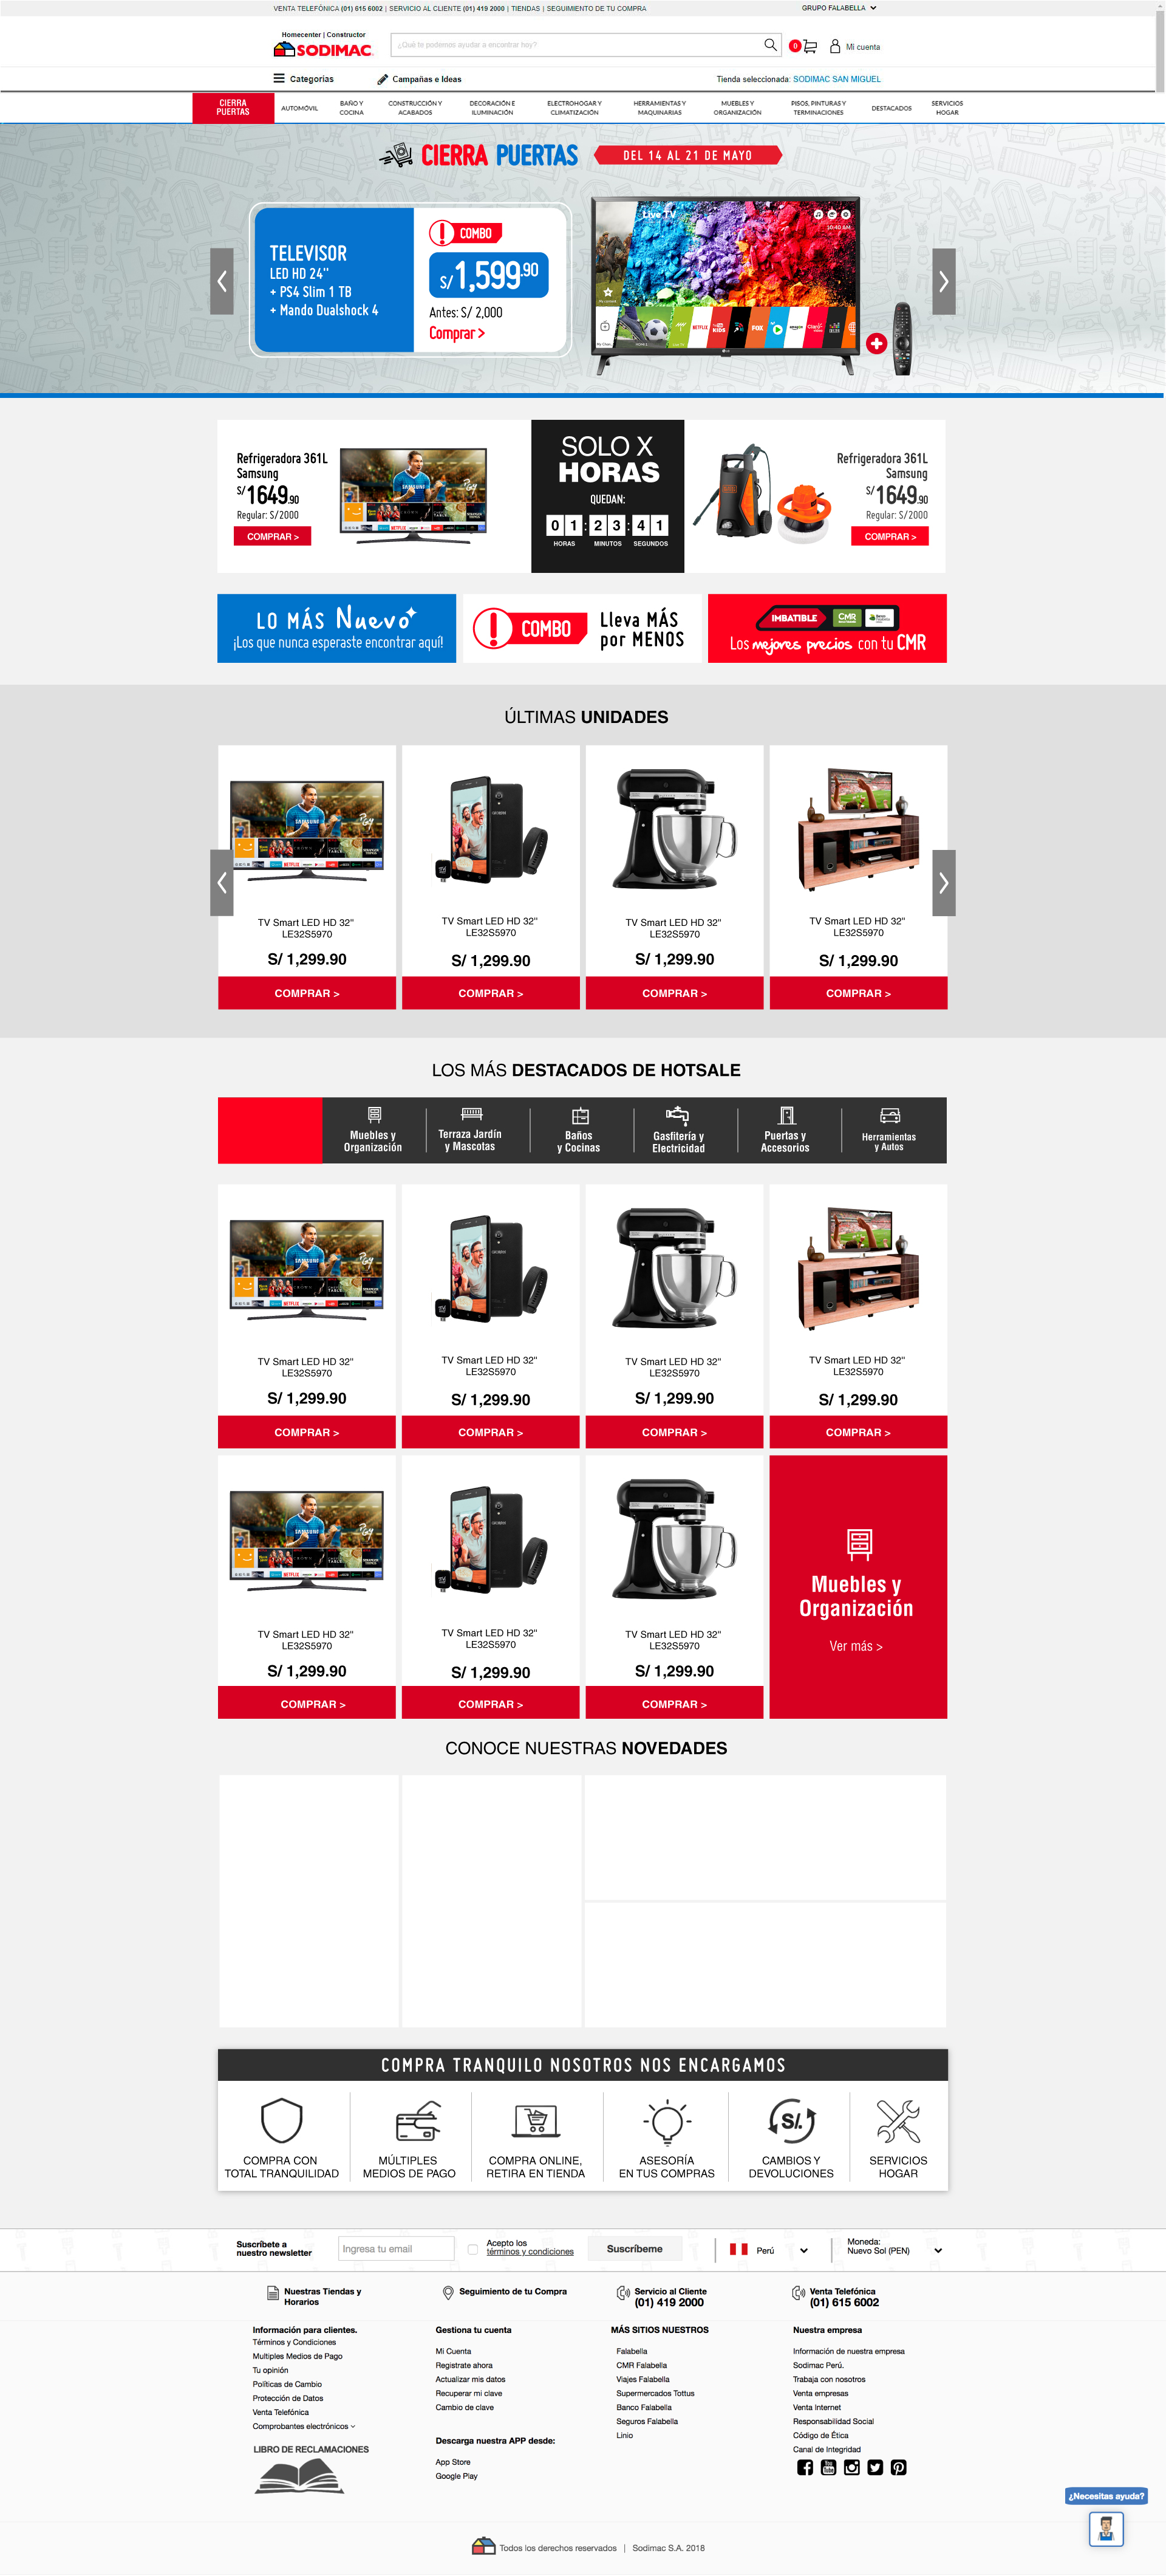 VENTA TELEFÓNICA (01) 615 6002 | SERVICIO AL CLIENTE (01) 419 2000 | TIENDAS | SEGUIMIENTO DE TU COMPRA
GRUPO FALABELLA
Homecenter | Constructor
SODIMAC
¿Qué te podemos ayudar a encontrar hoy?
0
Mi cuenta
Categorías
Campañas e Ideas
Tienda seleccionada: SODIMAC SAN MIGUEL
CIERRA
PUERTAS
AUTOMÓVIL
BAÑO Y
COCINA
CONSTRUCCIÓN Y
ACABADOS
DECORACIÓN E
ILUMINACIÓN
ELECTROHOGAR Y
CLIMATIZACIÓN
HERRAMIENTAS Y
MAQUINARIAS
MUEBLES Y
ORGANIZACIÓN
PISOS, PINTURAS Y
TERMINACIONES
DESTACADOS
SERVICIOS
HOGAR
CIERRA PUERTAS
DEL 14 AL 21 DE MAYO
TELEVISOR
LED HD 24"
+ PS4 Slim 1 TB
+ Mando Dualshock 4
COMBO
S/ 1,599.90
Antes: S/ 2,000
Comprar >
Live TV
10:40 AM
NETFLIX
KIDS
FOX
amazon
Claro
LG
Refrigeradora 361L
Samsung
S/ 1649.90
Regular: S/2000
COMPRAR >
SAMSUNG
SOLO X
HORAS
QUEDAN:
01:23:41
HORAS
MINUTOS
SEGUNDOS
Refrigeradora 361L
Samsung
S/ 1649.90
Regular: S/2000
COMPRAR >
LO MÁS Nuevo
¡Los que nunca esperaste encontrar aquí!
COMBO
Lleva MÁS
por MENOS
IMBATIBLE
CMR
Los mejores precios con tu CMR
ÚLTIMAS UNIDADES
SAMSUNG
NETFLIX
TV Smart LED HD 32"
LE32S5970
S/ 1,299.90
COMPRAR >
TV Smart LED HD 32"
LE32S5970
S/ 1,299.90
COMPRAR >
TV Smart LED HD 32"
LE32S5970
S/ 1,299.90
COMPRAR >
TV Smart LED HD 32"
LE32S5970
S/ 1,299.90
COMPRAR >
LOS MÁS DESTACADOS DE HOTSALE
Muebles y
Organización
Terraza Jardín
y Mascotas
Baños
y Cocinas
Gasfitería y
Electricidad
Puertas y
Accesorios
Herramientas
y Autos
SAMSUNG
NETFLIX
TV Smart LED HD 32"
LE32S5970
S/ 1,299.90
COMPRAR >
TV Smart LED HD 32"
LE32S5970
S/ 1,299.90
COMPRAR >
TV Smart LED HD 32"
LE32S5970
S/ 1,299.90
COMPRAR >
TV Smart LED HD 32"
LE32S5970
S/ 1,299.90
COMPRAR >
SAMSUNG
NETFLIX
TV Smart LED HD 32"
LE32S5970
S/ 1,299.90
COMPRAR >
TV Smart LED HD 32"
LE32S5970
S/ 1,299.90
COMPRAR >
TV Smart LED HD 32"
LE32S5970
S/ 1,299.90
COMPRAR >
Muebles y
Organización
Ver más >
CONOCE NUESTRAS NOVEDADES
COMPRA TRANQUILO NOSOTROS NOS ENCARGAMOS
COMPRA CON
TOTAL TRANQUILIDAD
MÚLTIPLES
MEDIOS DE PAGO
COMPRA ONLINE,
RETIRA EN TIENDA
ASESORÍA
EN TUS COMPRAS
S/.
CAMBIOS Y
DEVOLUCIONES
SERVICIOS
HOGAR
Suscríbete a
nuestro newsletter
Ingresa tu email
Acepto los
términos y condiciones
Suscríbeme
Perú
Moneda:
Nuevo Sol (PEN)
Nuestras Tiendas y
Horarios
Seguimiento de tu Compra
Servicio al Cliente
(01) 419 2000
Venta Telefónica
(01) 615 6002
Información para clientes.
Términos y Condiciones
Multiples Medios de Pago
Tu opinión
Políticas de Cambio
Protección de Datos
Venta Telefónica
Comprobantes electrónicos
LIBRO DE RECLAMACIONES
Gestiona tu cuenta
Mi Cuenta
Registrate ahora
Actualizar mis datos
Recuperar mi clave
Cambio de clave
Descarga nuestra APP desde:
App Store
Google Play
MÁS SITIOS NUESTROS
Falabella
CMR Falabella
Viajes Falabella
Supermercados Tottus
Banco Falabella
Seguros Falabella
Linio
Nuestra empresa
Información de nuestra empresa
Sodimac Perú.
Trabaja con nosotros
Venta empresas
Venta Internet
Responsabilidad Social
Código de Ética
Canal de Integridad
¿Necesitas ayuda?
Todos los derechos reservados | Sodimac S.A. 2018